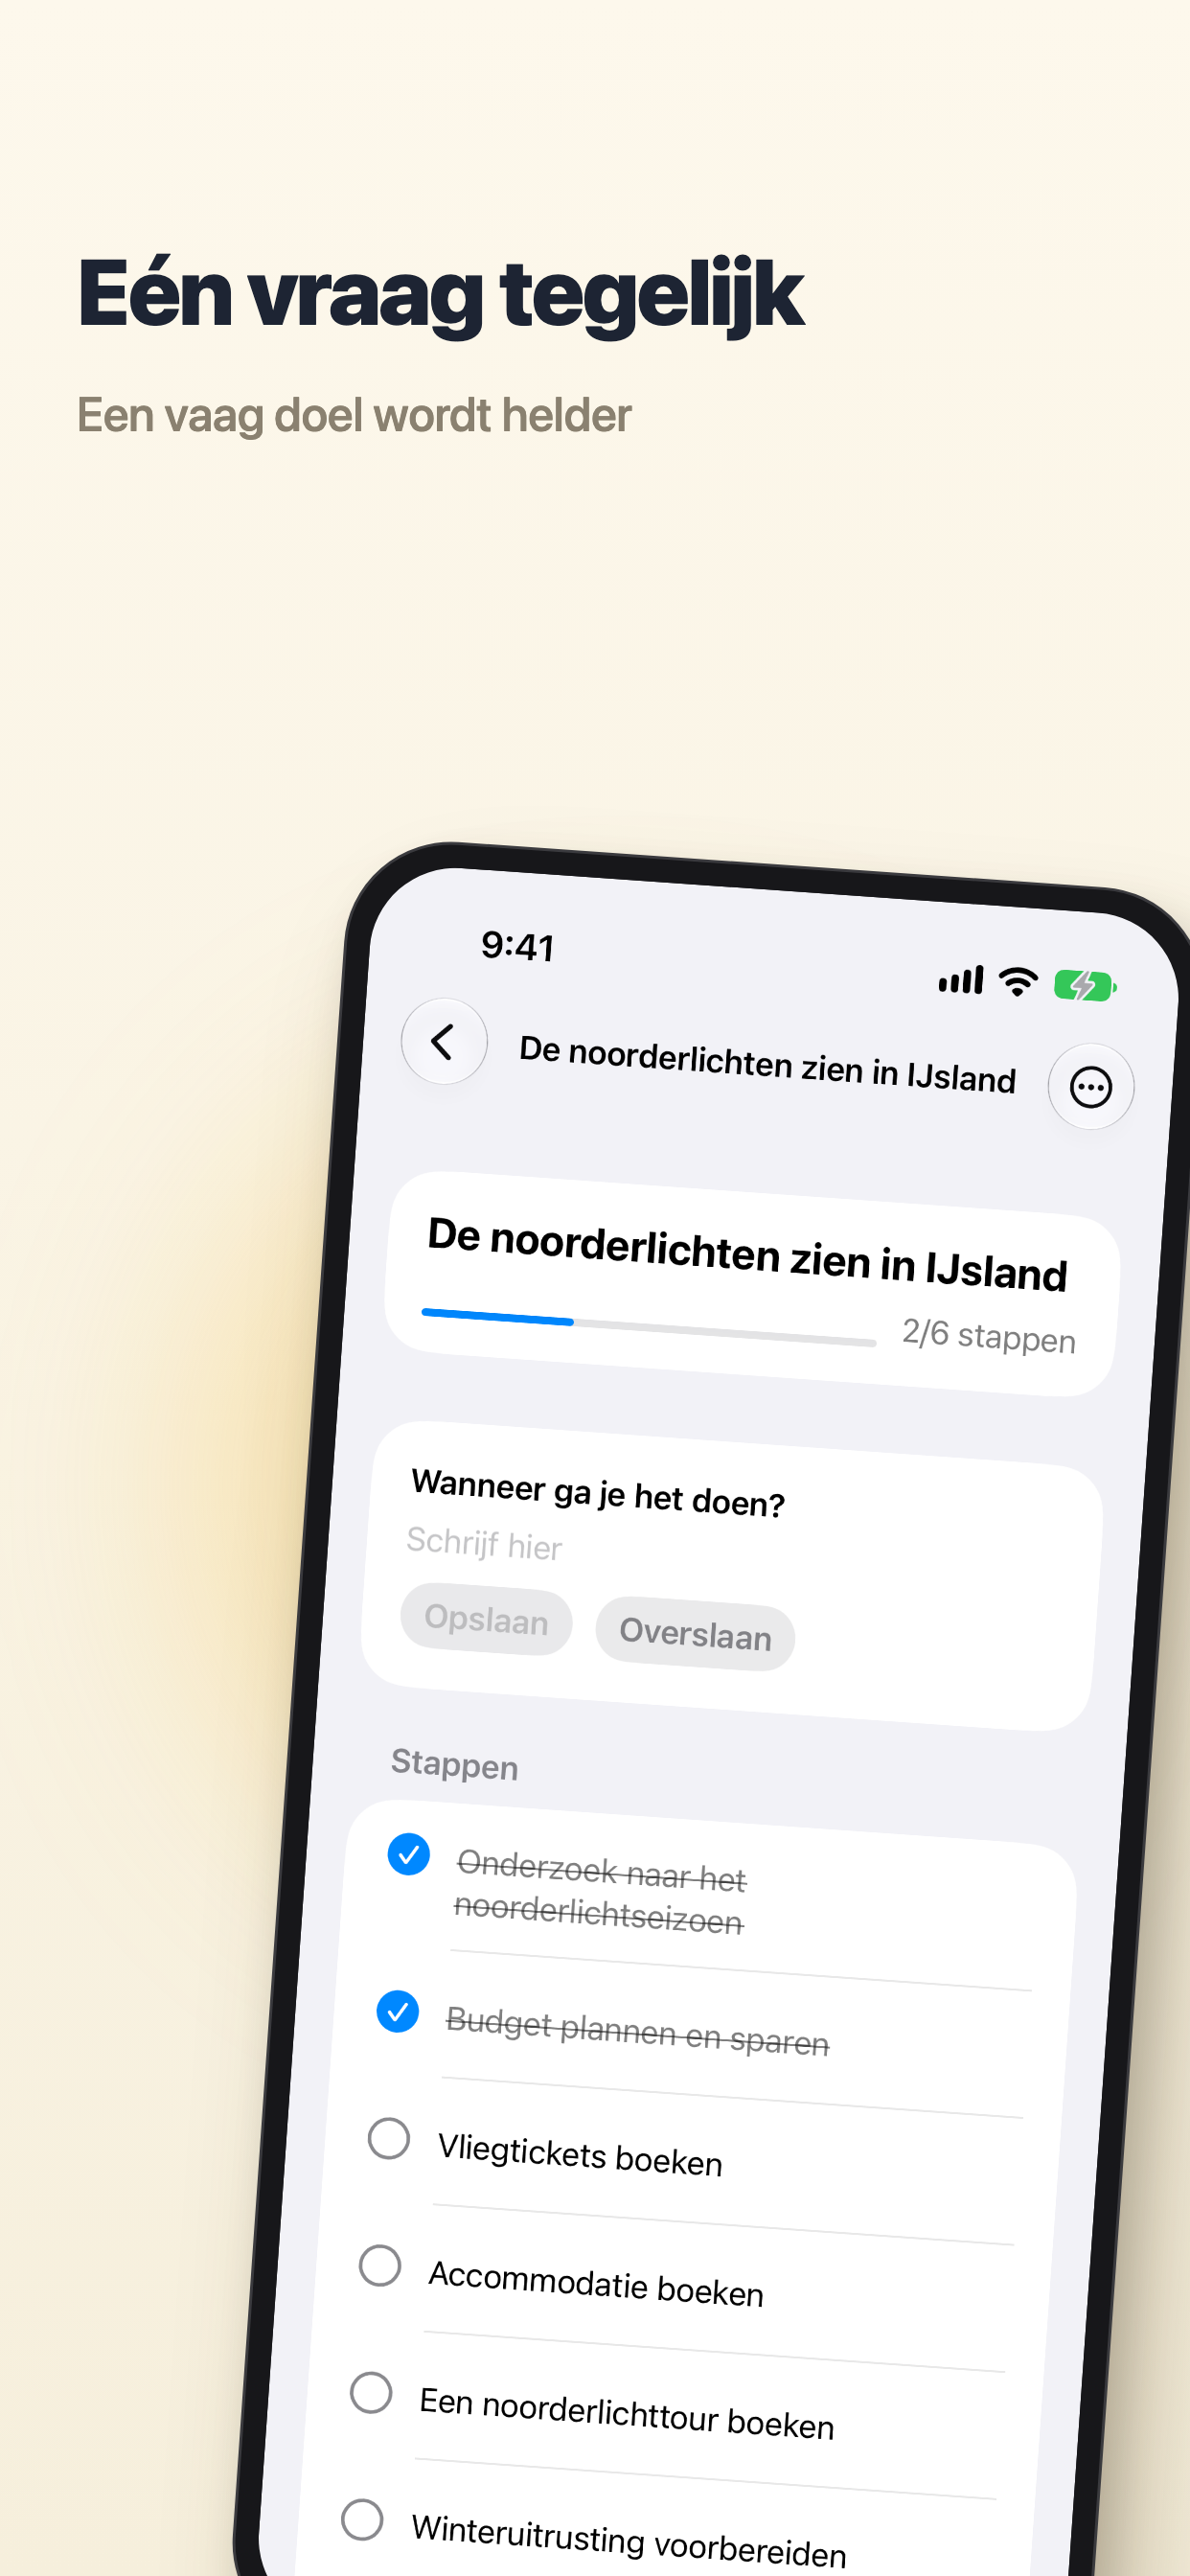 Eén vraag tegelijk
Een vaag doel wordt helder
9:41
De noorderlichten zien in IJsland
De noorderlichten zien in IJsland
2/6 stappen
Wanneer ga je het doen?
Schrijf hier
Opslaan
Overslaan
Stappen
Onderzoek naar het
noorderlichtseizoen
Budget plannen en sparen
Vliegtickets boeken
Accommodatie boeken
Een noorderlichttour boeken
Winteruitrusting voorbereiden